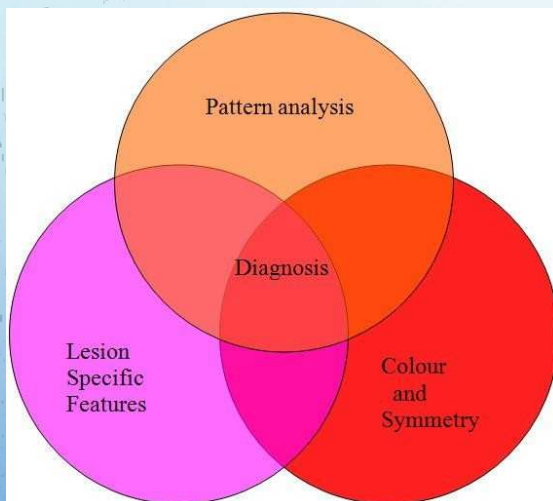 Pattern analysis
Diagnosis
Lesion
Specific
Features
Colour
and
Symmetry